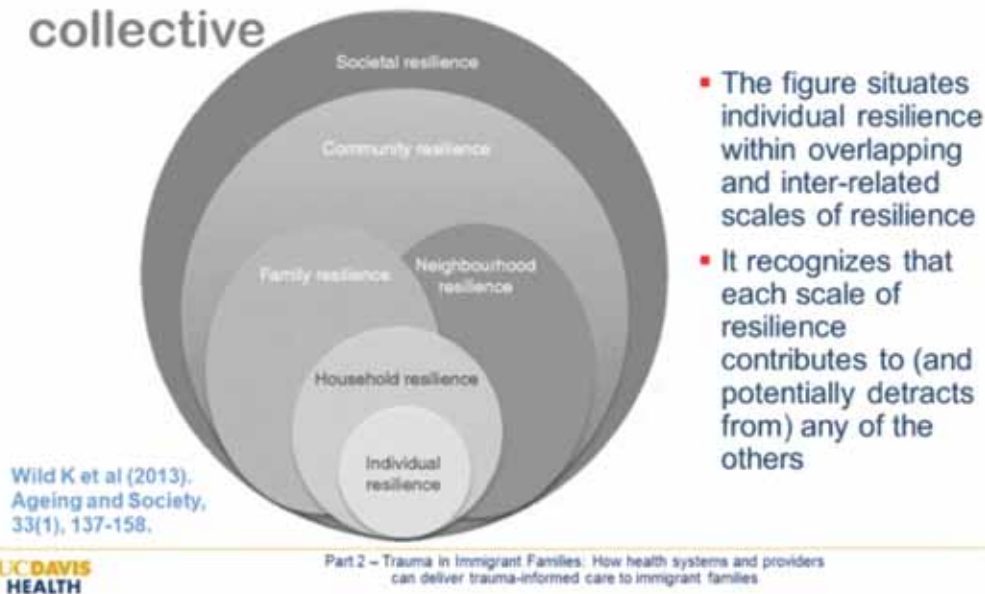 collective
Societal resilience
Community resilience
Family resilience
Neighbourhood
resilience
Household resilience
Individual
resilience
▪ The figure situates
individual resilience
within overlapping
and inter-related
scales of resilience
▪ It recognizes that
each scale of
resilience
contributes to (and
potentially detracts
from) any of the
others
Wild K et al (2013).
Ageing and Society,
33(1), 137-158.
UCDAVIS
HEALTH
Part 2 – Trauma in Immigrant Families: How health systems and providers
can deliver trauma-informed care to immigrant families